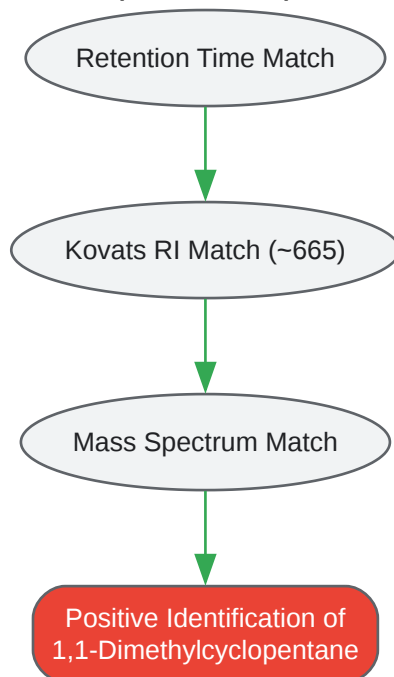 Retention Time Match
Kovats RI Match (~665)
Mass Spectrum Match
Positive Identification of
1,1-Dimethylcyclopentane